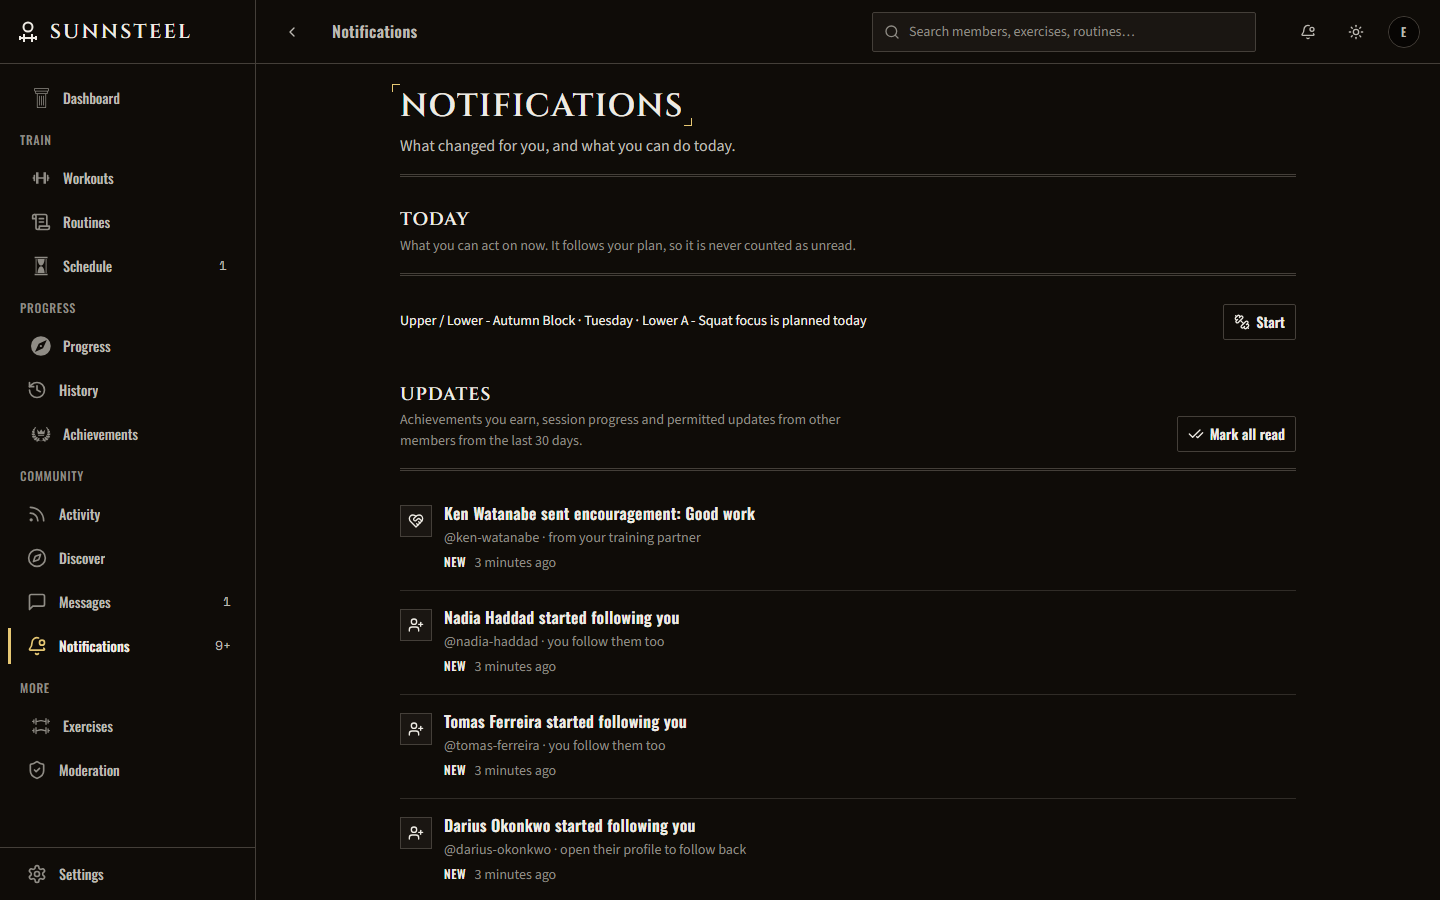 SUNNSTEEL
Notifications
Search members, exercises, routines...
E
Dashboard
TRAIN
Workouts
Routines
Schedule 1
PROGRESS
Progress
History
Achievements
COMMUNITY
Activity
Discover
Messages 1
Notifications 9+
MORE
Exercises
Moderation
Settings
NOTIFICATIONS
What changed for you, and what you can do today.
TODAY
What you can act on now. It follows your plan, so it is never counted as unread.
Upper / Lower - Autumn Block · Tuesday · Lower A - Squat focus is planned today
Start
UPDATES
Achievements you earn, session progress and permitted updates from other
members from the last 30 days.
Mark all read
Ken Watanabe sent encouragement: Good work
@ken-watanabe · from your training partner
NEW 3 minutes ago
Nadia Haddad started following you
@nadia-haddad · you follow them too
NEW 3 minutes ago
Tomas Ferreira started following you
@tomas-ferreira · you follow them too
NEW 3 minutes ago
Darius Okonkwo started following you
@darius-okonkwo · open their profile to follow back
NEW 3 minutes ago